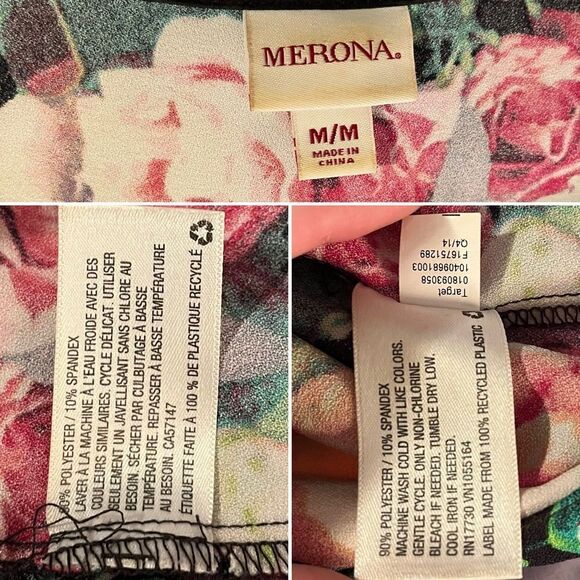 MERONA®
M/M
MADE IN
CHINA
90% POLYESTER / 10% SPANDEX
LAVER À LA MACHINE À L'EAU FROIDE AVEC DES
COULEURS SIMILAIRES. CYCLE DÉLICAT. UTILISER
SEULEMENT UN JAVELLISANT SANS CHLORE AU
BESOIN. SÉCHER PAR CULBUTAGE À BASSE
TEMPÉRATURE. REPASSER À BASSE TEMPÉRATURE
AU BESOIN. CA57147
ÉTIQUETTE FAITE À 100 % DE PLASTIQUE RECYCLÉ
Target
018093058
10409681003
F16751289
Q4/14
90% POLYESTER / 10% SPANDEX
MACHINE WASH COLD WITH LIKE COLORS.
GENTLE CYCLE. ONLY NON-CHLORINE
BLEACH IF NEEDED. TUMBLE DRY LOW.
COOL IRON IF NEEDED.
RN17730 VN1055164
LABEL MADE FROM 100% RECYCLED PLASTIC